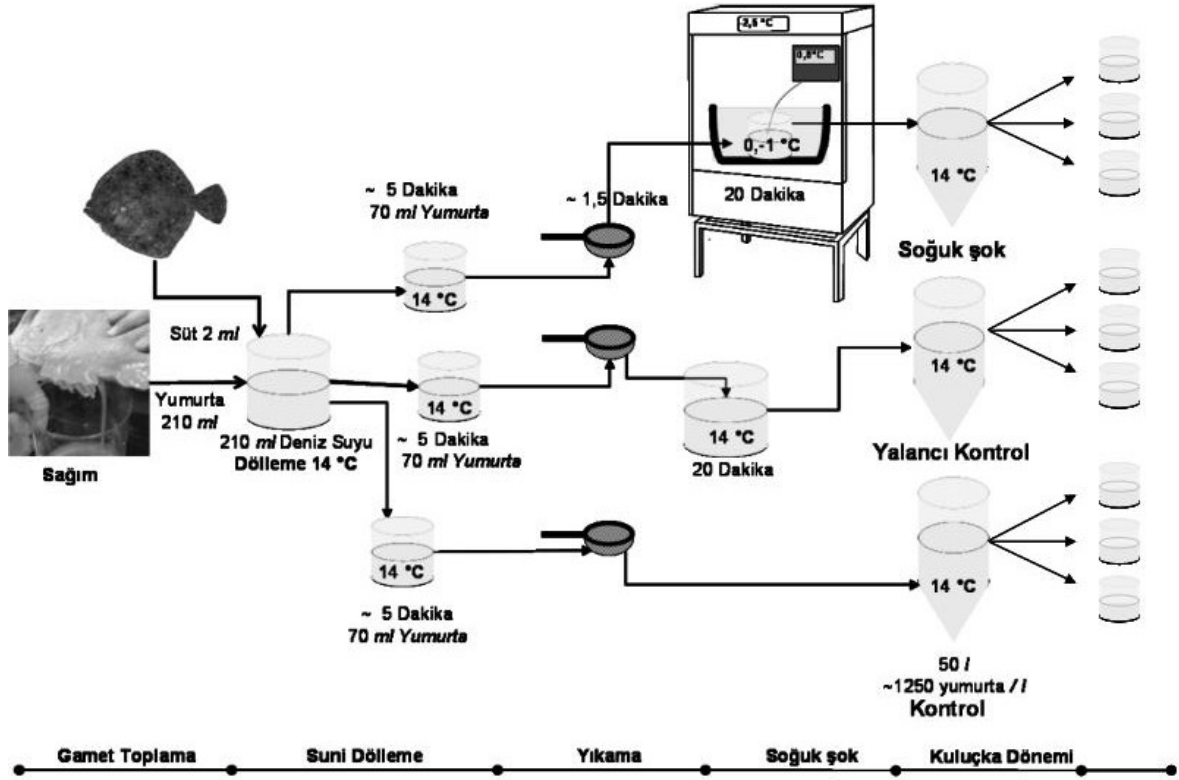 -2,5 °C
0,8°C
0,-1 °C
20 Dakika
14 °C
Soğuk şok
~ 5 Dakika
70 ml Yumurta
~ 1,5 Dakika
14 °C
Süt 2 ml
Yumurta
210 ml
Sağım
210 ml Deniz Suyu
Dölleme 14 °C
14 °C
~ 5 Dakika
70 ml Yumurta
14 °C
20 Dakika
14 °C
Yalancı Kontrol
14 °C
~ 5 Dakika
70 ml Yumurta
14 °C
50 l
~1250 yumurta / l
Kontrol
Gamet Toplama
Suni Dölleme
Yıkama
Soğuk şok
Kuluçka Dönemi